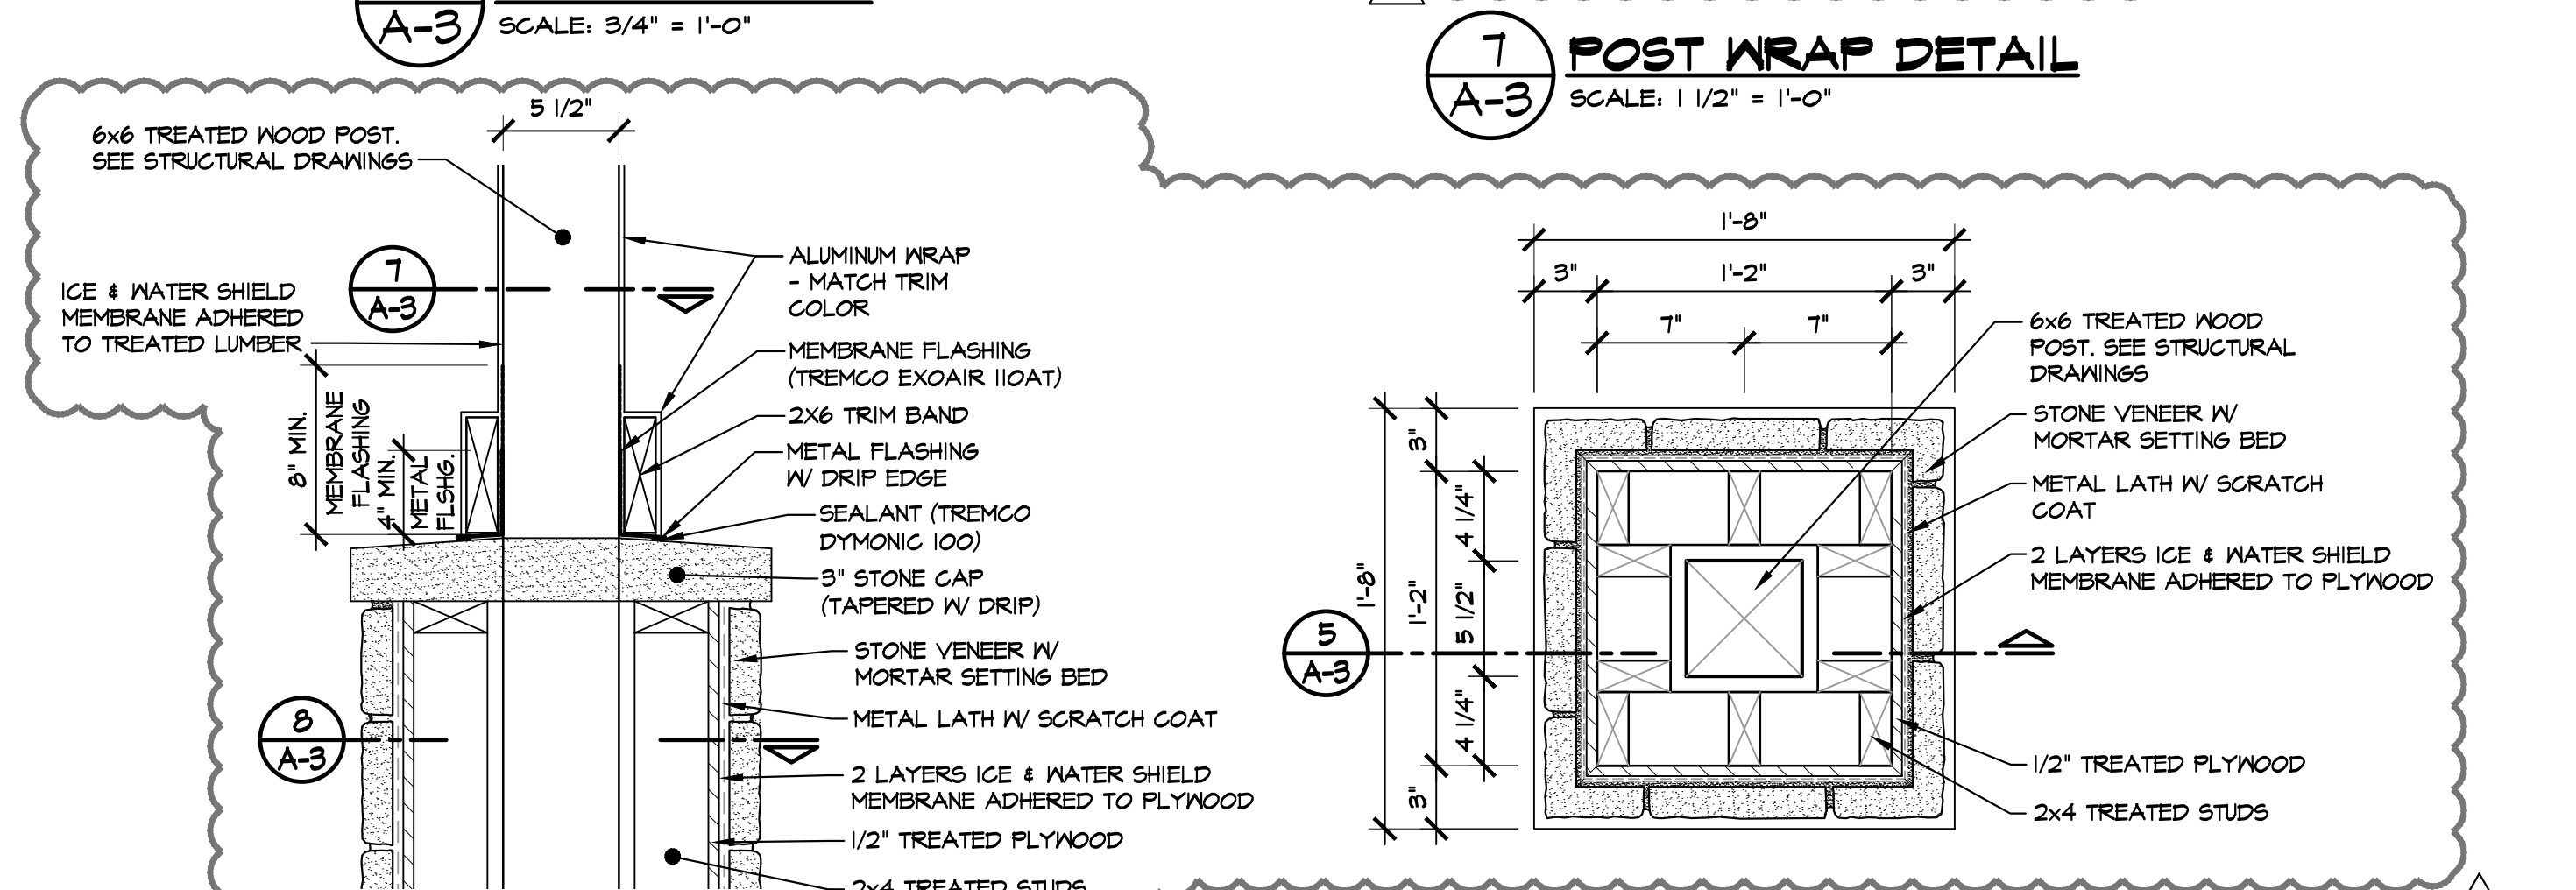 A-3
SCALE: 3/4" = 1'-0"
7
A-3
POST WRAP DETAIL
SCALE: 1 1/2" = 1'-0"
5 1/2"
6x6 TREATED WOOD POST.
SEE STRUCTURAL DRAWINGS
7
A-3
ICE & WATER SHIELD
MEMBRANE ADHERED
TO TREATED LUMBER
8" MIN.
MEMBRANE
FLASHING
4" MIN.
METAL
FLSHG.
ALUMINUM WRAP
- MATCH TRIM
COLOR
MEMBRANE FLASHING
(TREMCO EXOAIR 110AT)
2X6 TRIM BAND
METAL FLASHING
W/ DRIP EDGE
SEALANT (TREMCO
DYMONIC 100)
3" STONE CAP
(TAPERED W/ DRIP)
STONE VENEER W/
MORTAR SETTING BED
8
A-3
METAL LATH W/ SCRATCH COAT
2 LAYERS ICE & WATER SHIELD
MEMBRANE ADHERED TO PLYWOOD
1/2" TREATED PLYWOOD
2x4 TREATED STUDS
1'-8"
3"
1'-2"
3"
7"
7"
1'-8"
3"
1'-2"
3"
4 1/4"
5 1/2"
4 1/4"
5
A-3
6x6 TREATED WOOD
POST. SEE STRUCTURAL
DRAWINGS
STONE VENEER W/
MORTAR SETTING BED
METAL LATH W/ SCRATCH
COAT
2 LAYERS ICE & WATER SHIELD
MEMBRANE ADHERED TO PLYWOOD
1/2" TREATED PLYWOOD
2x4 TREATED STUDS